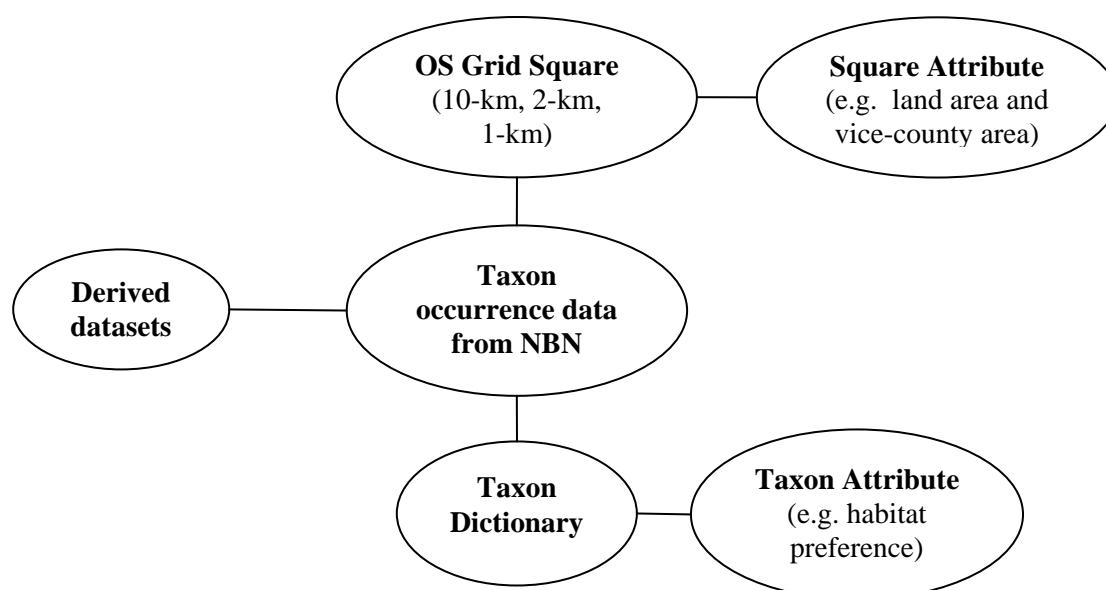 OS Grid Square
(10-km, 2-km,
1-km)
Square Attribute
(e.g. land area and
vice-county area)
Derived
datasets
Taxon
occurrence data
from NBN
Taxon
Dictionary
Taxon Attribute
(e.g. habitat
preference)